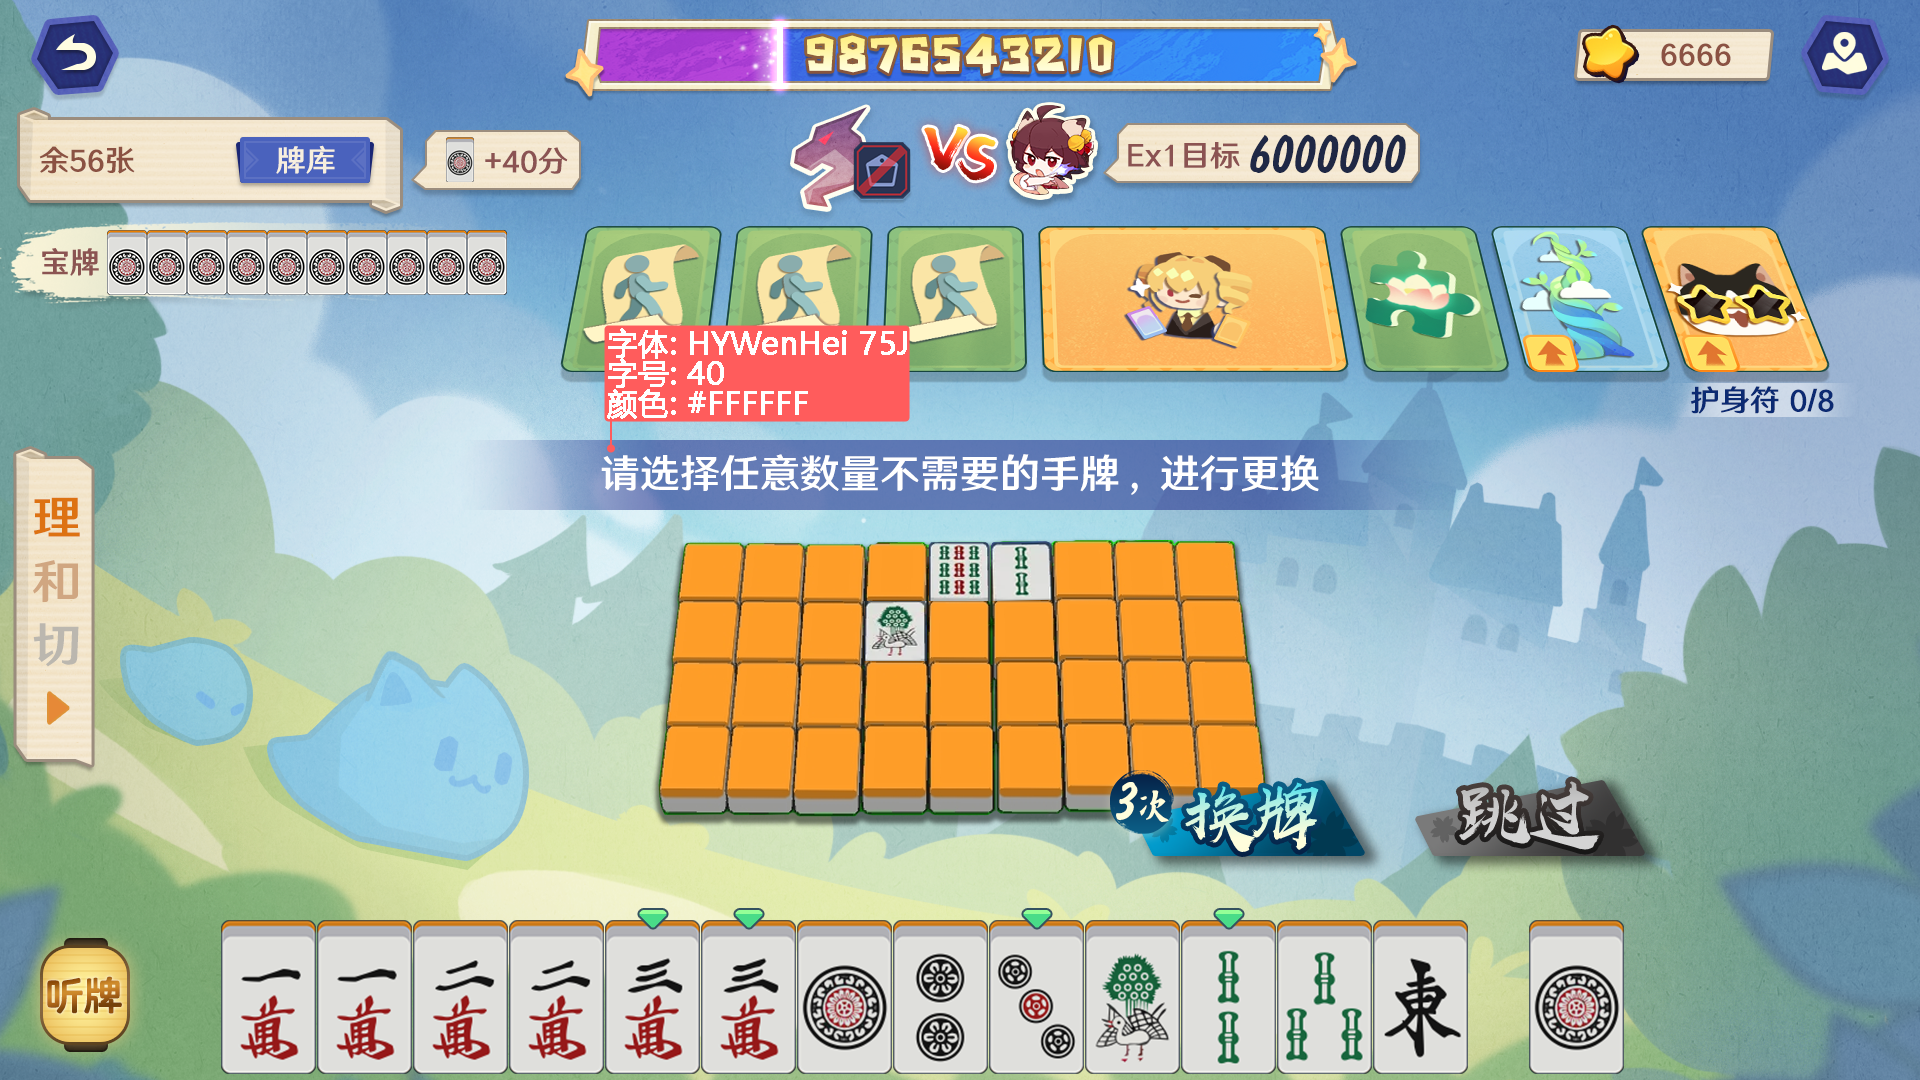 9876543210
6666
余56张
牌库
+40分
VS
Ex1目标 6000000
宝牌
字体: HYWenHei 75J
字号: 40
颜色: #FFFFFF
护身符 0/8
请选择任意数量不需要的手牌，进行更换
理
和
切
3次
换牌
跳过
听牌
一萬
一萬
二萬
二萬
三萬
三萬
東